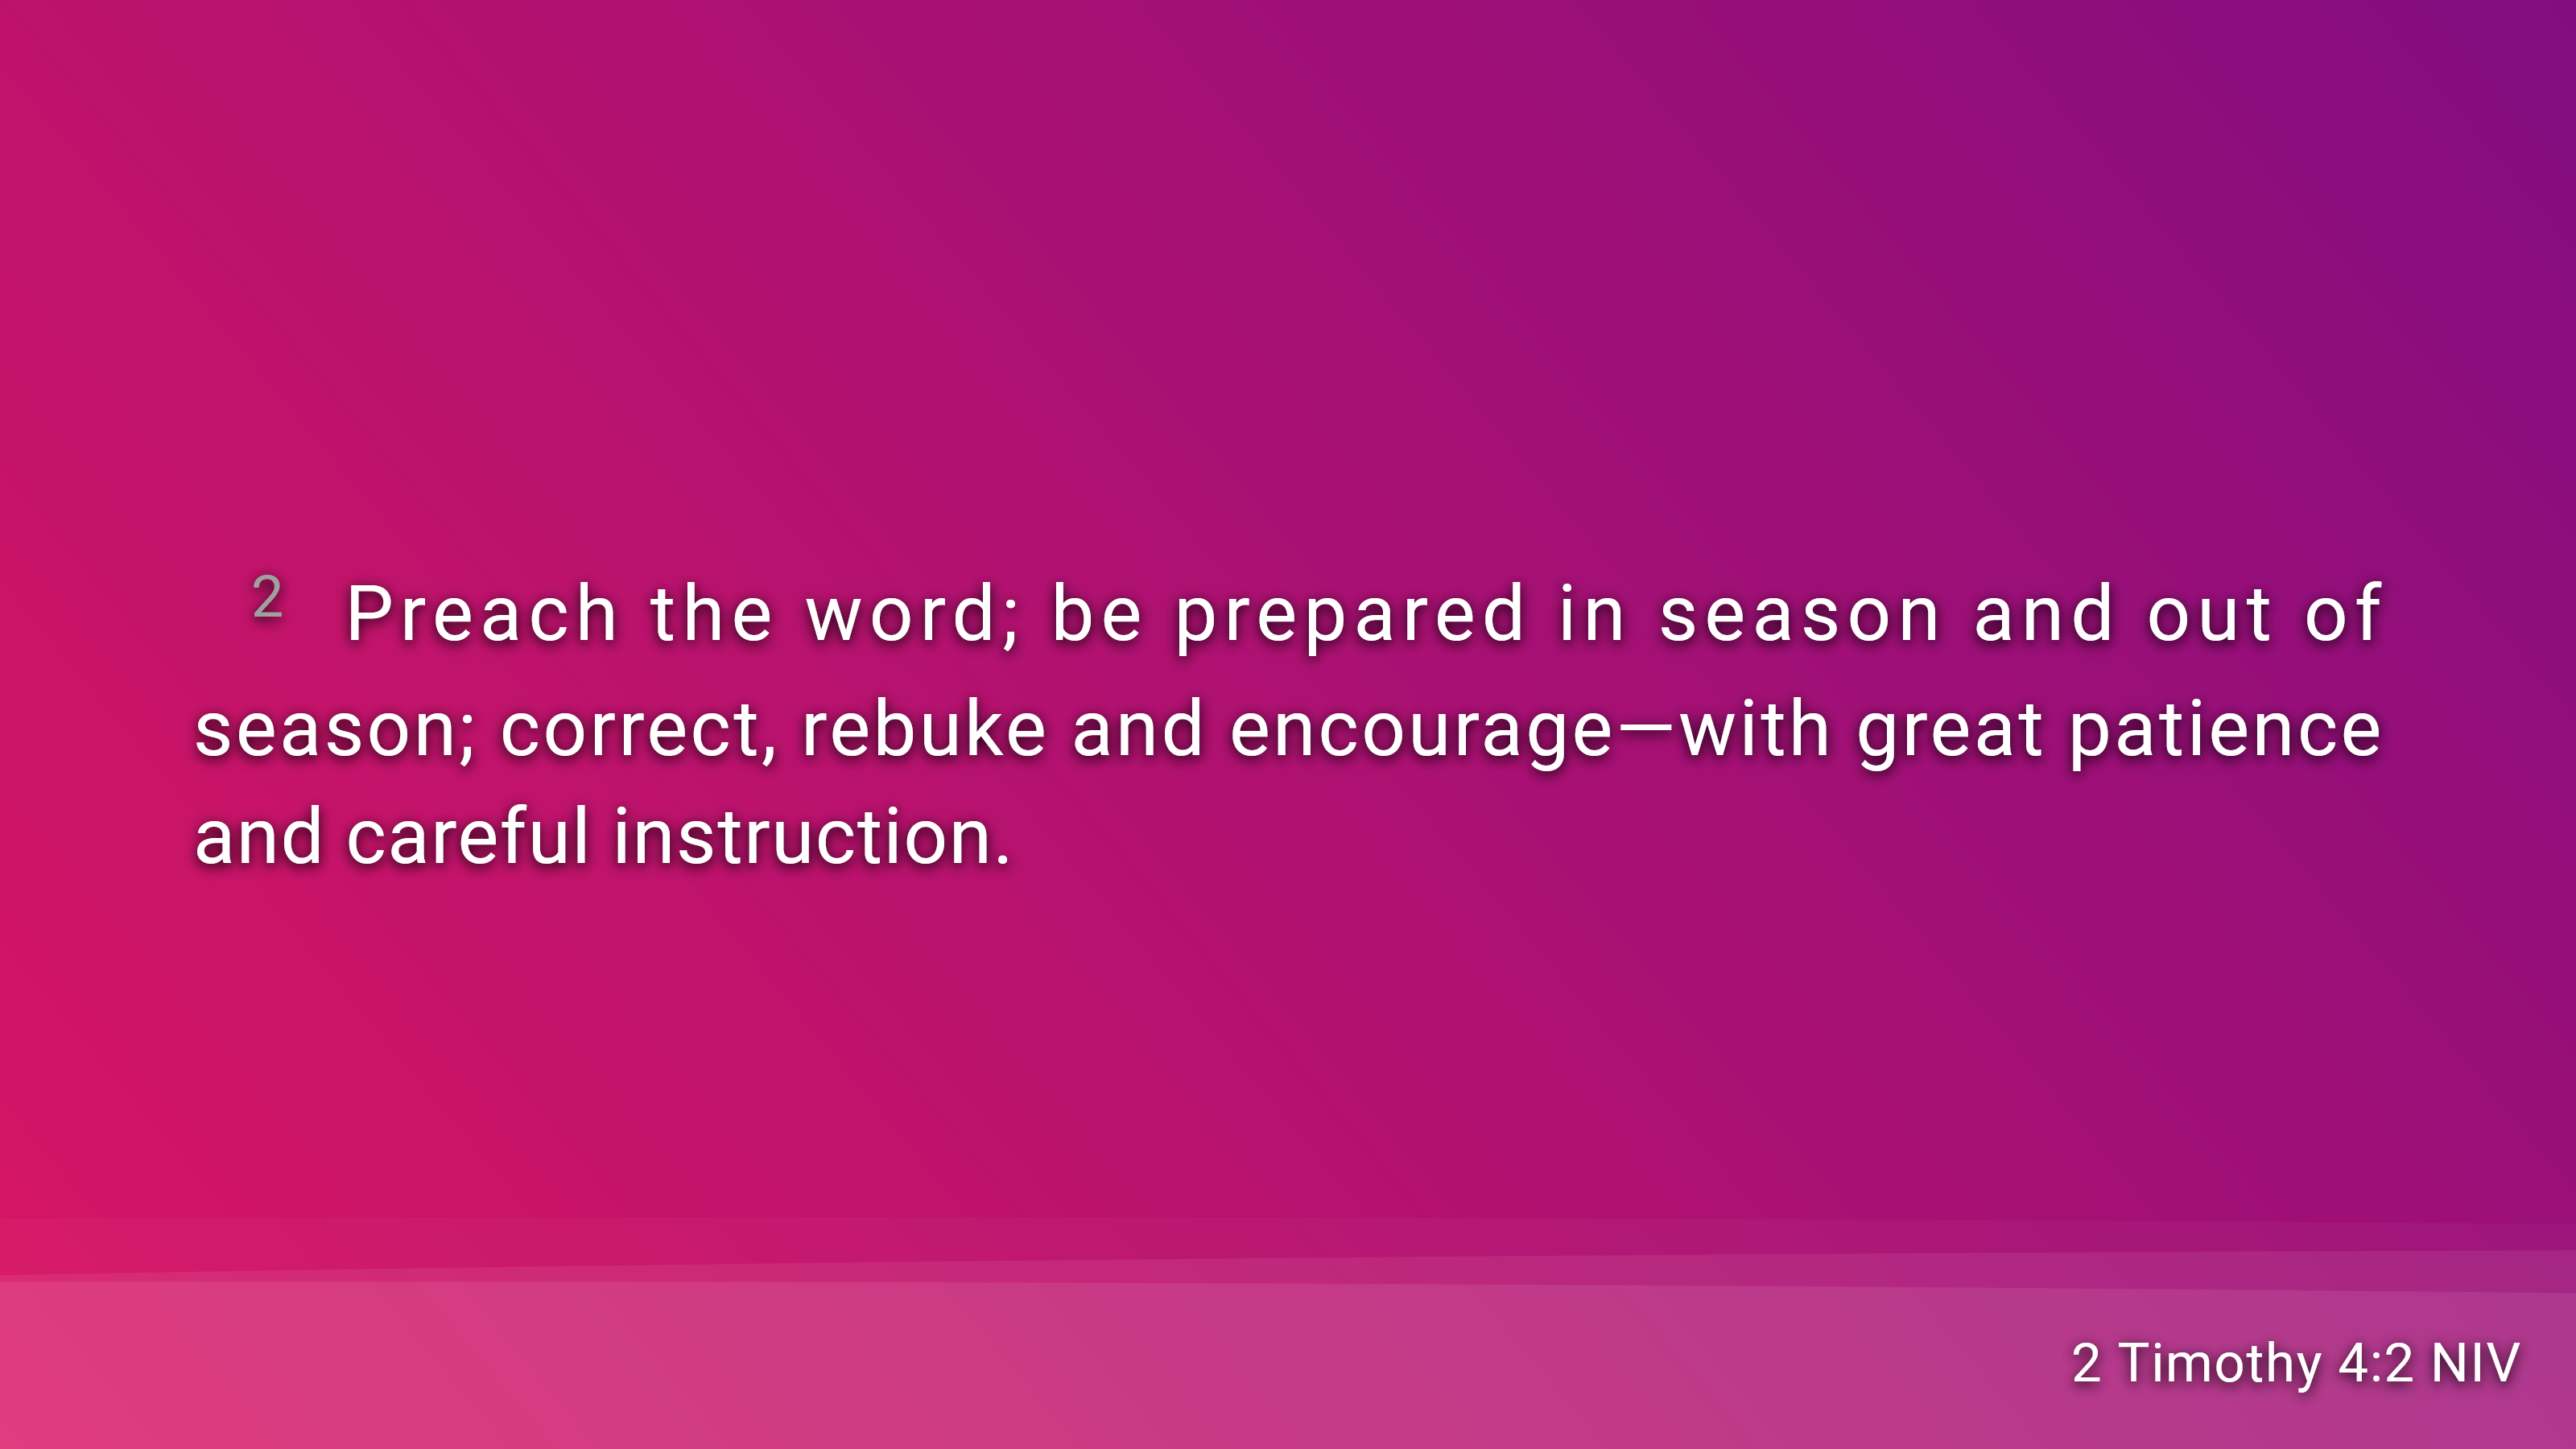 2 Preach the word; be prepared in season and out of
season; correct, rebuke and encourage—with great patience
and careful instruction.
2 Timothy 4:2 NIV